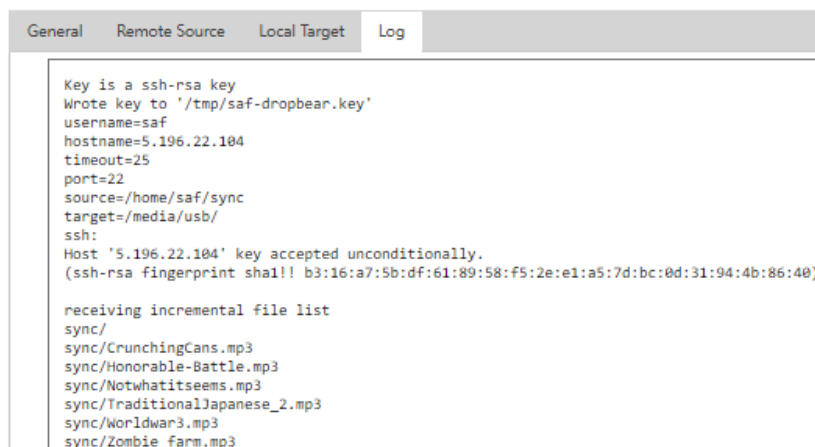 General Remote Source Local Target Log
Key is a ssh-rsa key
Wrote key to '/tmp/saf-dropbear.key'
username=saf
hostname=5.196.22.104
timeout=25
port=22
source=/home/saf/sync
target=/media/usb/
ssh:
Host '5.196.22.104' key accepted unconditionally.
(ssh-rsa fingerprint sha1!! b3:16:a7:5b:df:61:89:58:f5:2e:e1:a5:7d:bc:0d:31:94:4b:86:40)
receiving incremental file list
sync/
sync/CrunchingCans.mp3
sync/Honorable-Battle.mp3
sync/Notwhatitseems.mp3
sync/TraditionalJapanese_2.mp3
sync/Worldwar3.mp3
sync/Zombie_farm.mp3